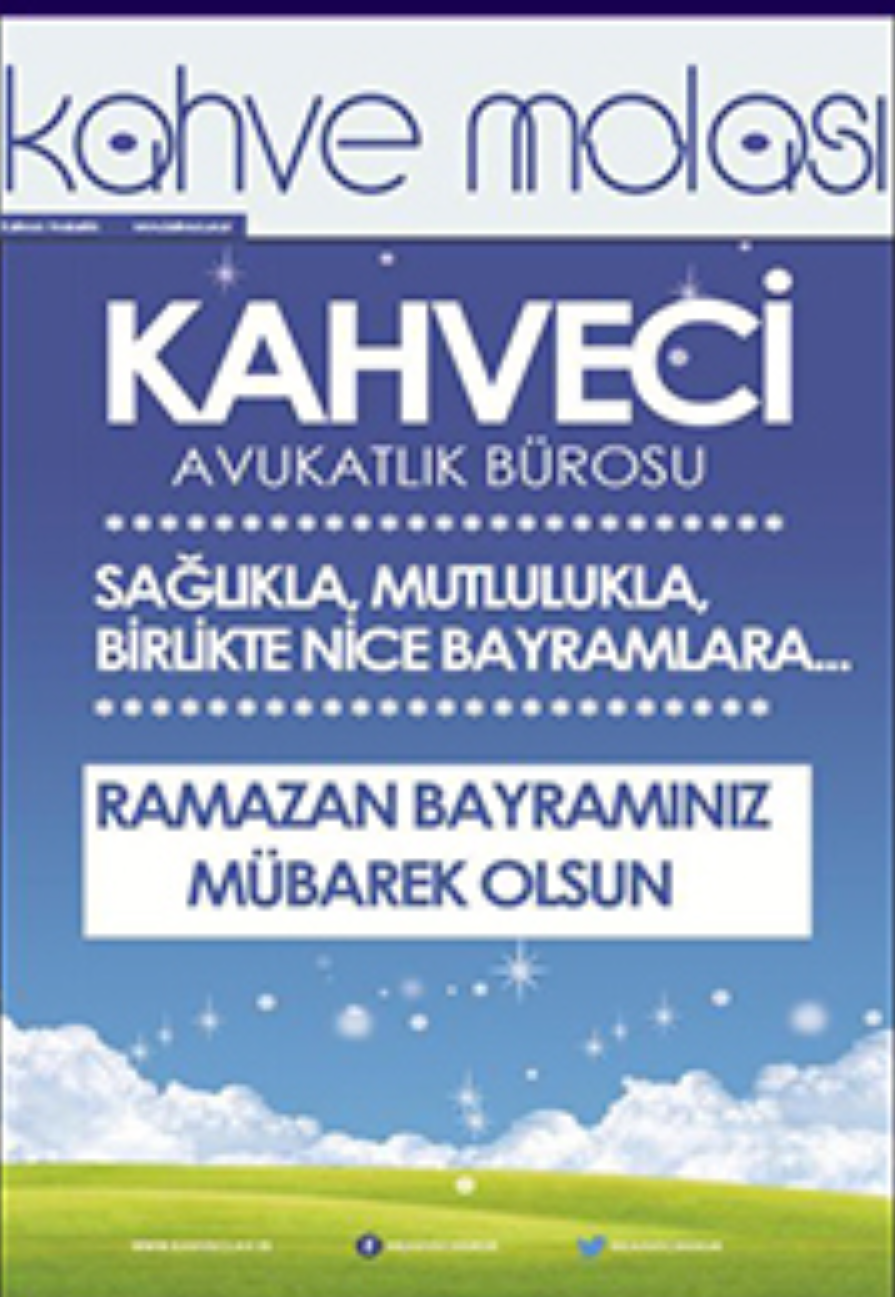 kahve molası
KAHVECİ
AVUKATLIK BÜROSU
SAĞLIKLA, MUTLULUKLA,
BİRLİKTE NİCE BAYRAMLARA...
RAMAZAN BAYRAMINIZ
MÜBAREK OLSUN